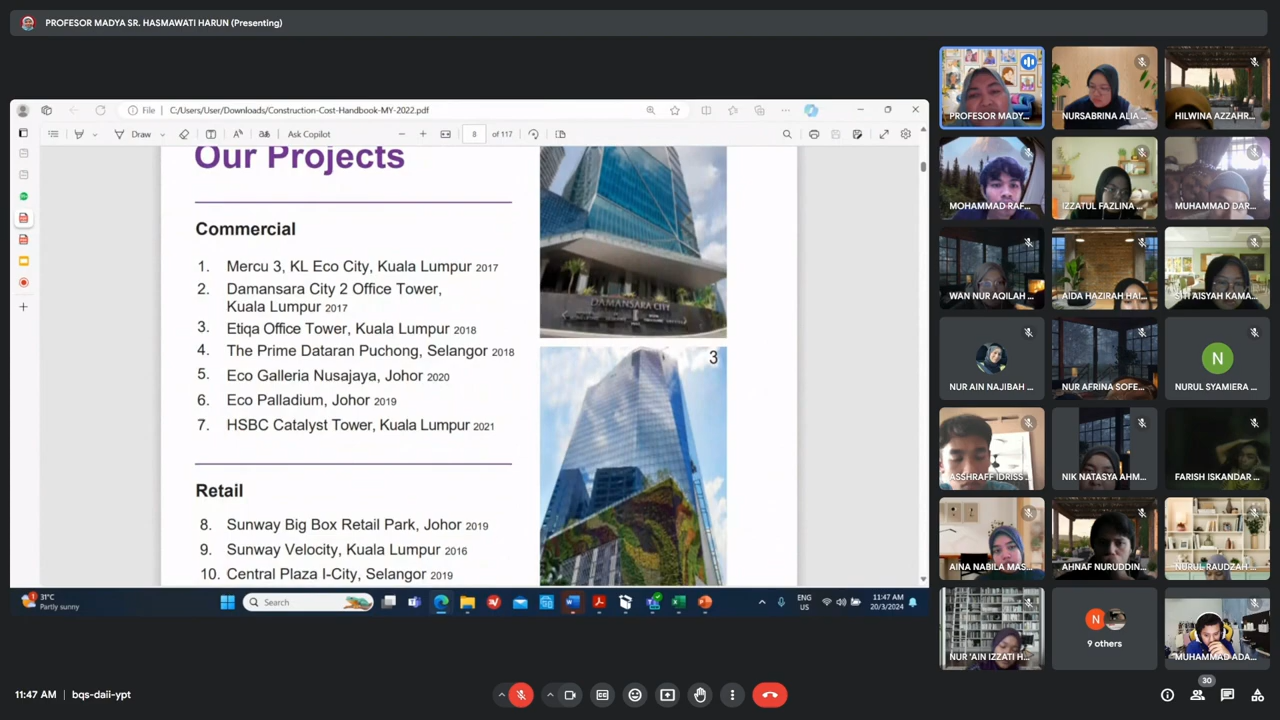 PROFESOR MADYA SR. HASMAWATI HARUN (Presenting)
File
C:/Users/User/Downloads/Construction-Cost-Handbook-MY-2022.pdf
Draw
Ask Copilot
8
of 117
Our Projects
Commercial
1. Mercu 3, KL Eco City, Kuala Lumpur 2017
2. Damansara City 2 Office Tower,
Kuala Lumpur 2017
3. Etiqa Office Tower, Kuala Lumpur 2018
4. The Prime Dataran Puchong, Selangor 2018
5. Eco Galleria Nusajaya, Johor 2020
6. Eco Palladium, Johor 2019
7. HSBC Catalyst Tower, Kuala Lumpur 2021
Retail
8. Sunway Big Box Retail Park, Johor 2019
9. Sunway Velocity, Kuala Lumpur 2016
10. Central Plaza I-City, Selangor 2019
DAMANSARA CITY
3
31°C
Partly sunny
Search
ENG
US
11:47 AM
20/3/2024
PROFESOR MADY...
NURSABRINA ALIA ...
HILWINA AZZAHR...
MOHAMMAD RAF...
IZZATUL FAZLINA ...
MUHAMMAD DAR...
WAN NUR AQILAH ...
AIDA HAZIRAH HAI...
SITI AISYAH KAMA...
NUR AIN NAJIBAH ...
NUR AFRINA SOFE...
N
NURUL SYAMIERA ...
ASSHRAFF IDRISS ...
NIK NATASYA AHM...
FARISH ISKANDAR ...
AINA NABILA MAS...
AHNAF NURUDDIN...
NURUL RAUDZAH ...
NUR 'AIN IZZATI H...
N
9 others
MUHAMMAD ADA...
11:47 AM | bqs-daii-ypt
30